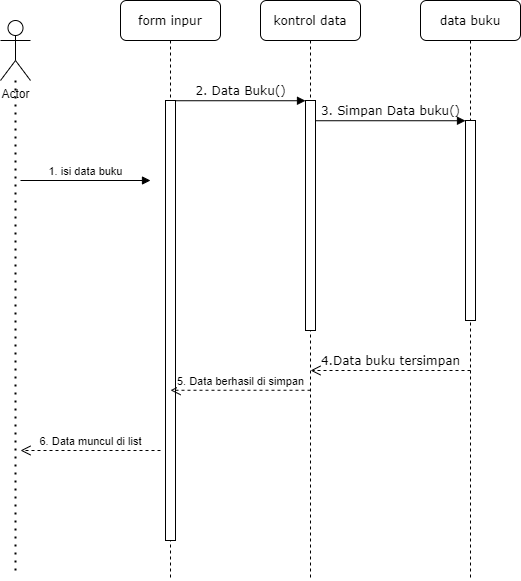 form inpur
kontrol data
data buku
Actor
2. Data Buku()
3. Simpan Data buku()
1. isi data buku
4.Data buku tersimpan
5. Data berhasil di simpan
6. Data muncul di list